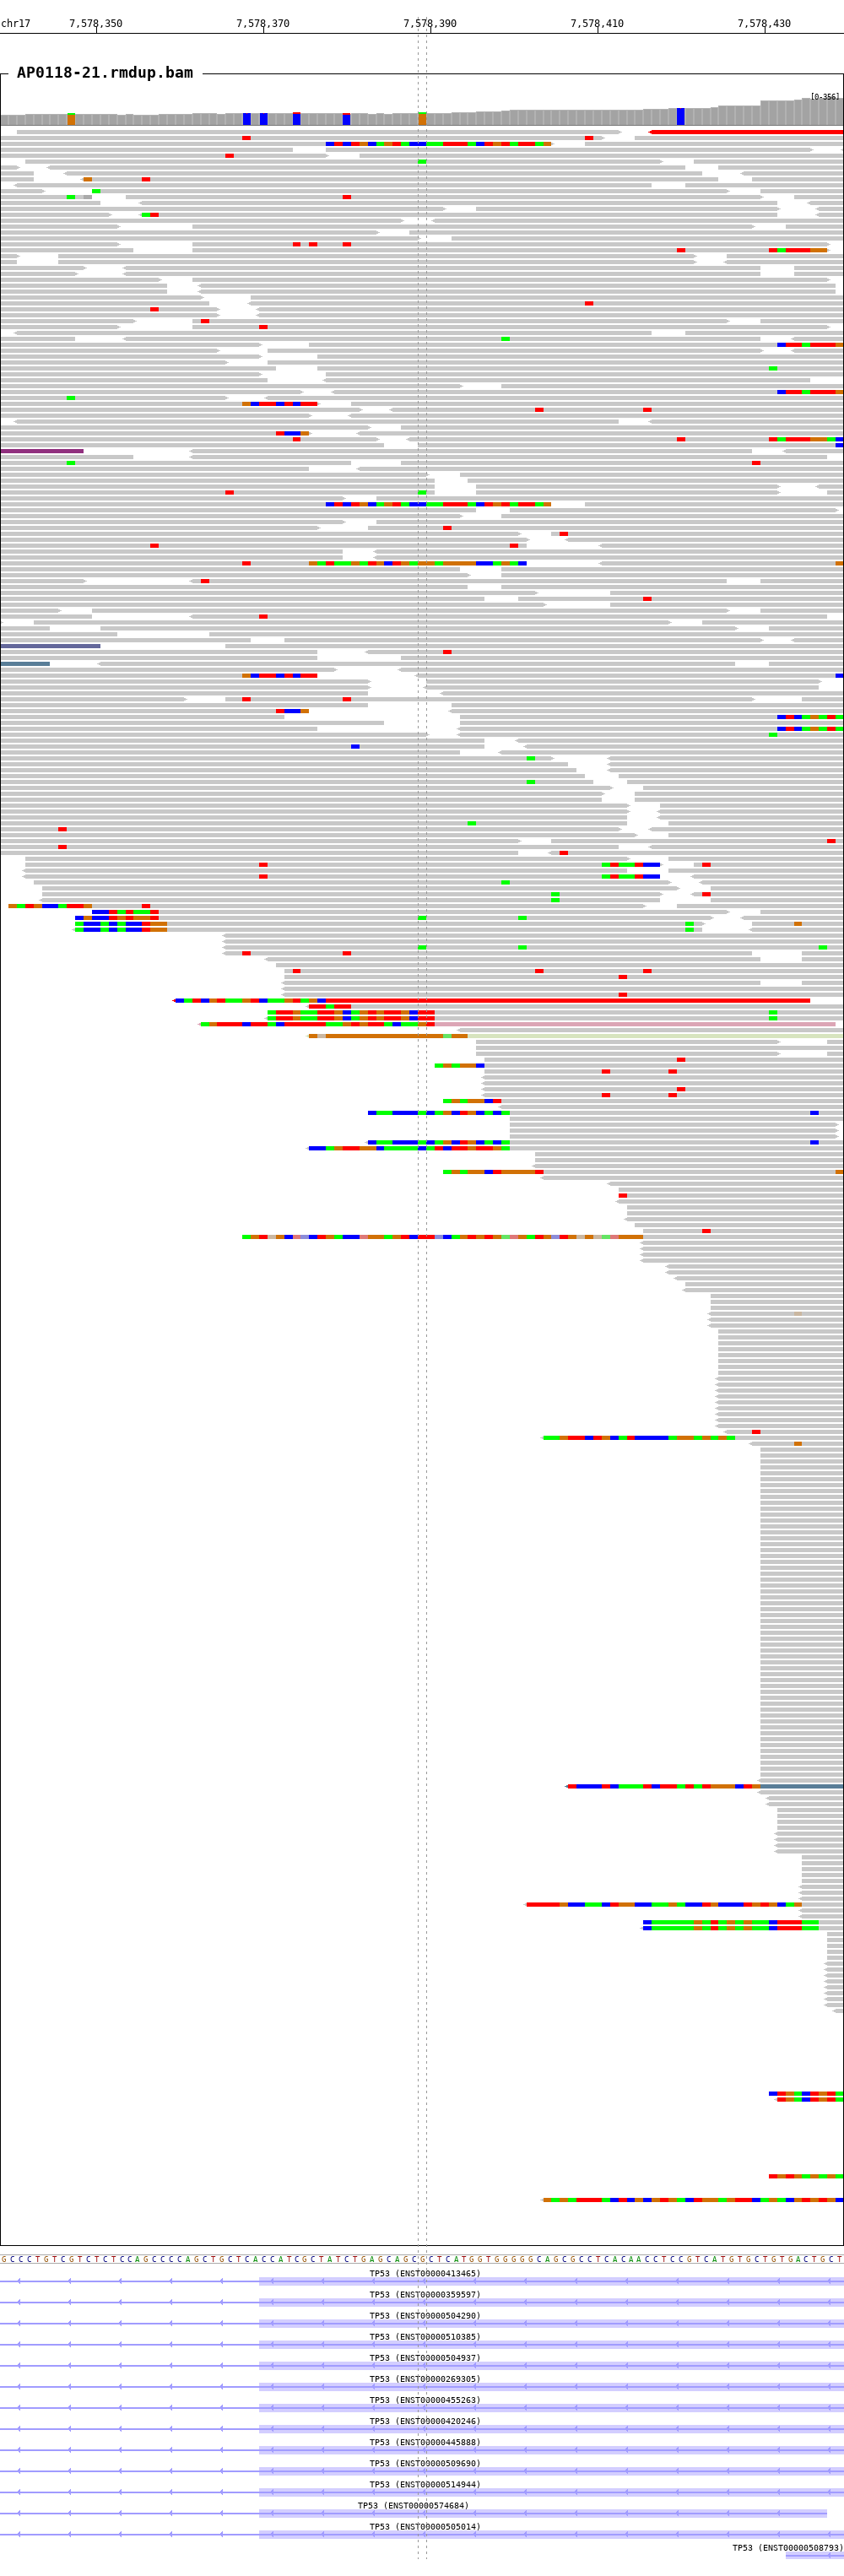 chr17 7,578,350 7,578,370 7,578,390 7,578,410 7,578,430
AP0118-21.rmdup.bam
[0-356]
G C C C T G T C G T C T C T C C A G C C C C A G C T G C T C A C C A T C G C T A T C T G A G C A G C G C T C A T G G T G G G G G C A G C G C C T C A C A A C C T C C G T C A T G T G C T G T G A C T G C T
TP53 (ENST00000413465)
TP53 (ENST00000359597)
TP53 (ENST00000504290)
TP53 (ENST00000510385)
TP53 (ENST00000504937)
TP53 (ENST00000269305)
TP53 (ENST00000455263)
TP53 (ENST00000420246)
TP53 (ENST00000445888)
TP53 (ENST00000509690)
TP53 (ENST00000514944)
TP53 (ENST00000574684)
TP53 (ENST00000505014)
TP53 (ENST00000508793)